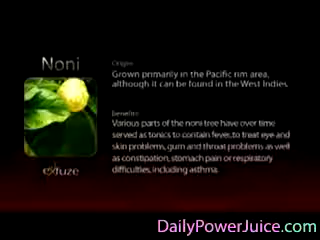 Noni
Origin:
Grown primarily in the Pacific rim area,
although it can be found in the West Indies.
benefits:
Various parts of the noni tree have over time
served as tonics to contain fever, to treat eye and
skin problems, gum and throat problems as well
as constipation, stomach pain or respiratory
difficulties, including asthma.
efuze
DailyPowerJuice.com